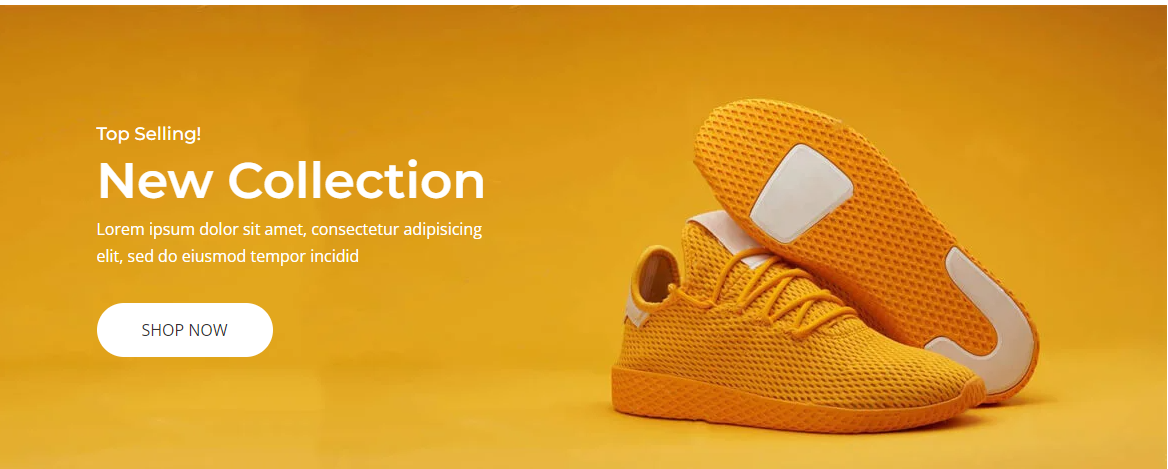 Top Selling!
New Collection
Lorem ipsum dolor sit amet, consectetur adipisicing
elit, sed do eiusmod tempor incidid
SHOP NOW